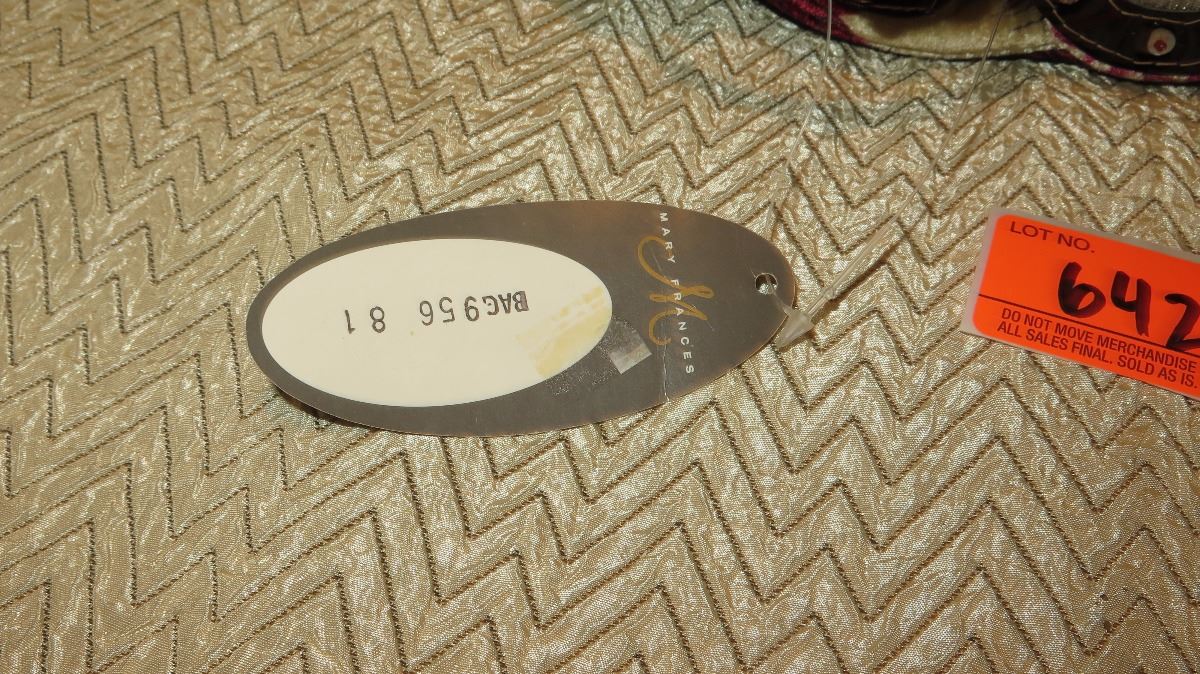 MARY FRANCES
M
BAG956 81
LOT NO.
642
DO NOT MOVE MERCHANDISE
ALL SALES FINAL. SOLD AS IS.